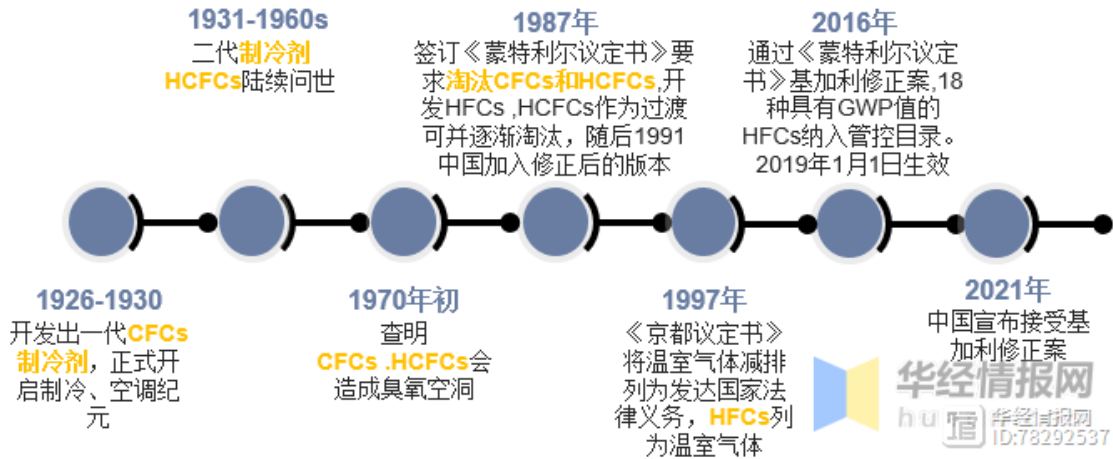 1931-1960s
二代制冷剂
HCFCs陆续问世
1987年
签订《蒙特利尔议定书》要
求淘汰CFCs和HCFCs,开
发HFCs ,HCFCs作为过渡
可并逐渐淘汰，随后1991
中国加入修正后的版本
2016年
通过《蒙特利尔议定
书》基加利修正案,18
种具有GWP值的
HFCs纳入管控目录。
2019年1月1日生效
1926-1930
开发出一代CFCs
制冷剂，正式开
启制冷、空调纪
元
1970年初
查明
CFCs .HCFCs会
造成臭氧空洞
1997年
《京都议定书》
将温室气体减排
列为发达国家法
律义务，HFCs列
为温室气体
2021年
中国宣布接受基
加利修正案
华经情报网
华经情报网
ID:78292537